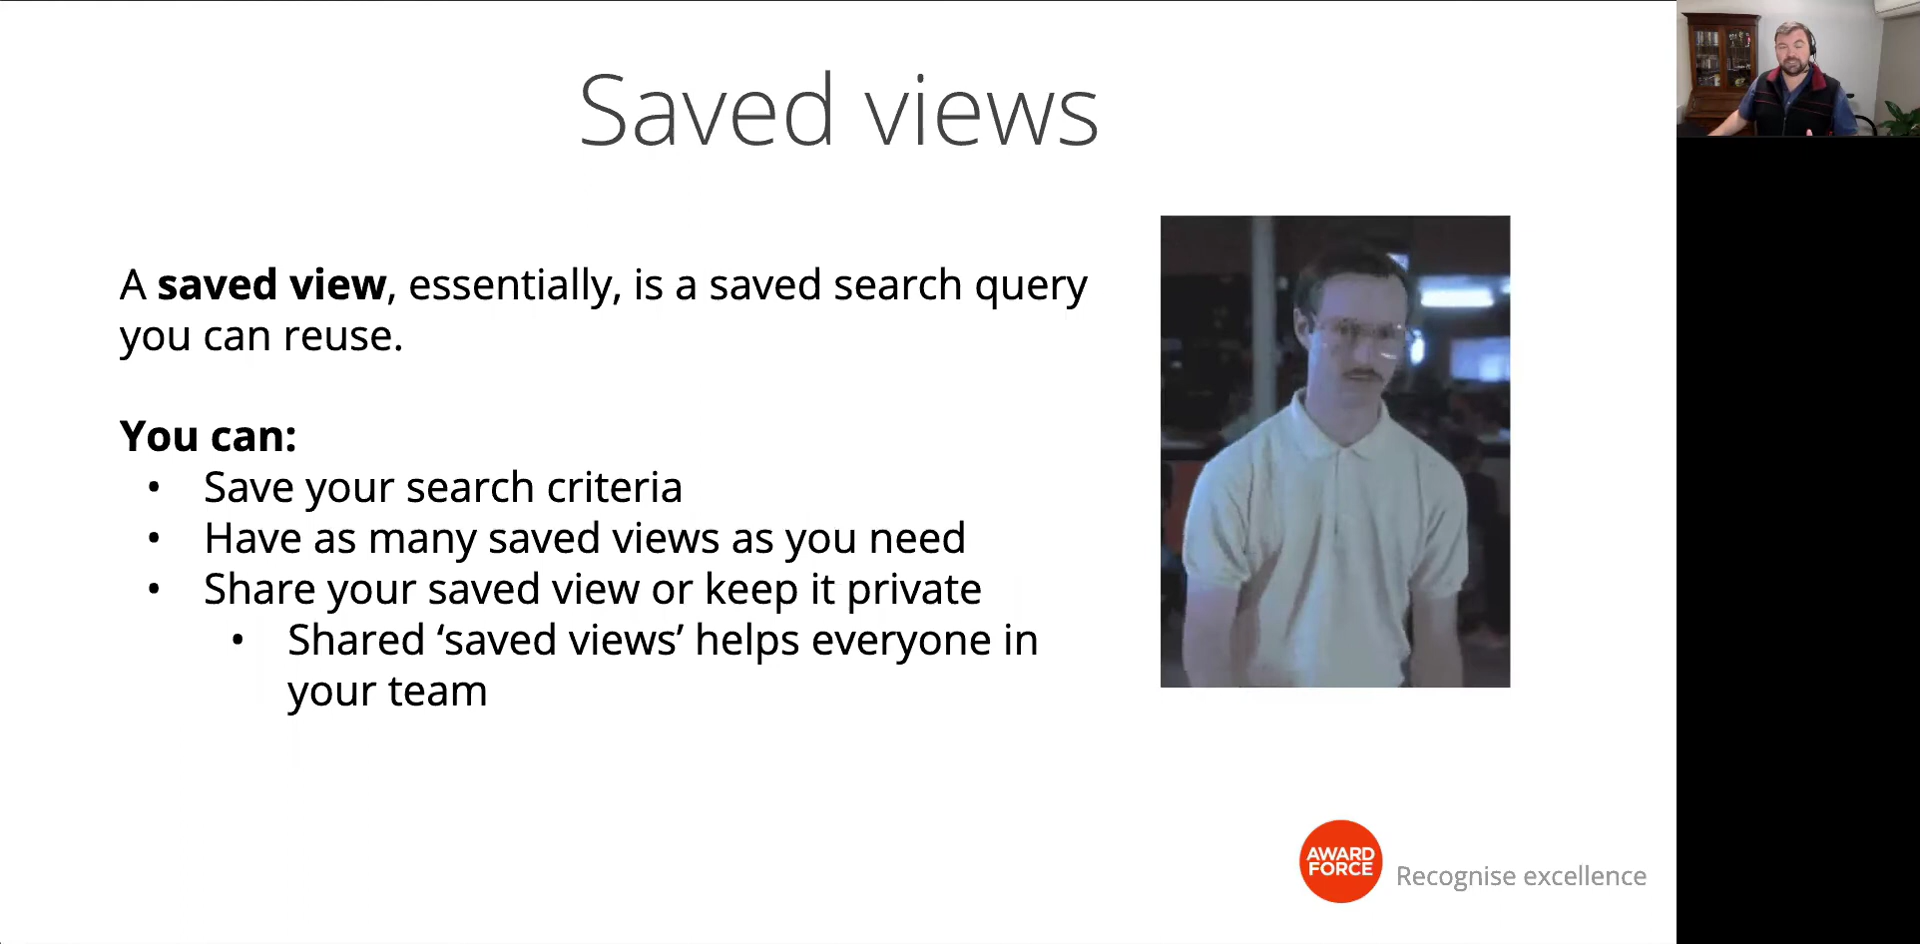 Saved views
A saved view, essentially, is a saved search query
you can reuse.
You can:
• Save your search criteria
• Have as many saved views as you need
• Share your saved view or keep it private
• Shared ‘saved views’ helps everyone in
your team
AWARD
FORCE
Recognise excellence